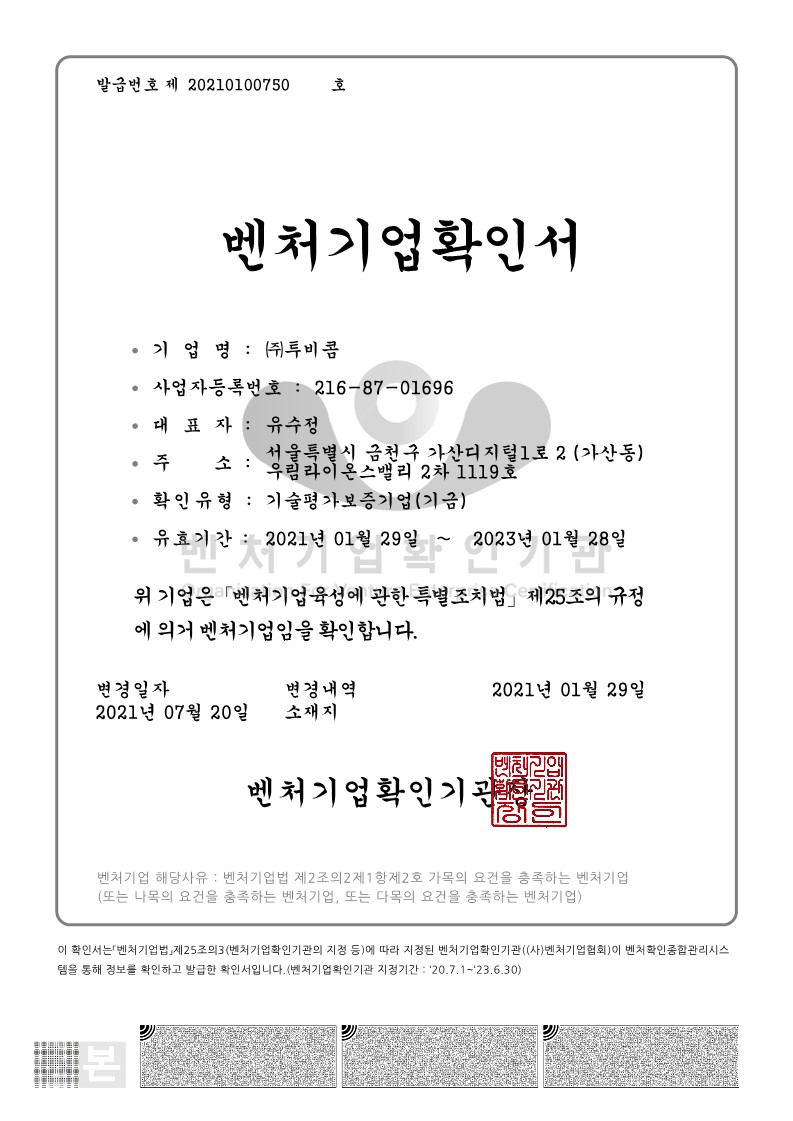 발급번호 제 20210100750 호
벤처기업확인서
• 기 업 명 : ㈜투비콤
• 사업자등록번호 : 216-87-01696
• 대 표 자 : 유수정
• 주 소 : 서울특별시 금천구 가산디지털1로 2 (가산동)
우림라이온스밸리 2차 1119호
• 확인유형 : 기술평가보증기업(기금)
• 유효기간 : 2021년 01월 29일 ~ 2023년 01월 28일
벤처기업확인기관
Organization For Venture Enterprise Certification
위 기업은 「벤처기업육성에 관한 특별조치법」 제25조의 규정
에 의거 벤처기업임을 확인합니다.
변경일자 변경내역 2021년 01월 29일
2021년 07월 20일 소재지
벤처기업확인기관장
벤처기업 해당사유 : 벤처기업법 제2조의2제1항제2호 가목의 요건을 충족하는 벤처기업
(또는 나목의 요건을 충족하는 벤처기업, 또는 다목의 요건을 충족하는 벤처기업)
이 확인서는「벤처기업법」제25조의3(벤처기업확인기관의 지정 등)에 따라 지정된 벤처기업확인기관((사)벤처기업협회)이 벤처확인종합관리시스
템을 통해 정보를 확인하고 발급한 확인서입니다.(벤처기업확인기관 지정기간 : '20.7.1~'23.6.30)
본